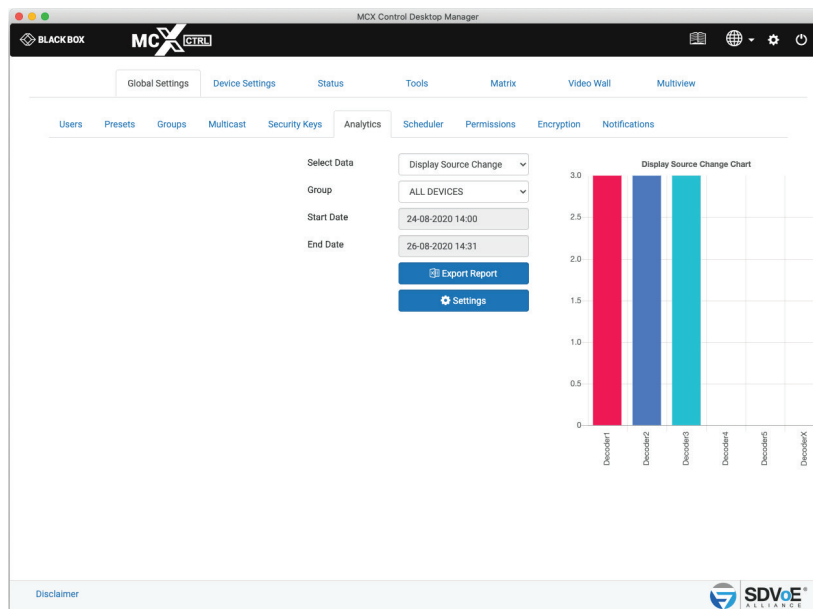 MCX Control Desktop Manager
BLACK BOX
MCX CTRL
Global Settings
Device Settings
Status
Tools
Matrix
Video Wall
Multiview
Users
Presets
Groups
Multicast
Security Keys
Analytics
Scheduler
Permissions
Encryption
Notifications
Select Data
Display Source Change
Group
ALL DEVICES
Start Date
24-08-2020 14:00
End Date
26-08-2020 14:31
Export Report
Settings
Display Source Change Chart
3.0
2.5
2.0
1.5
1.0
0.5
0
Decoder1
Decoder2
Decoder3
Decoder4
Decoder5
DecoderX
Disclaimer
SDVoE®
ALLIANCE